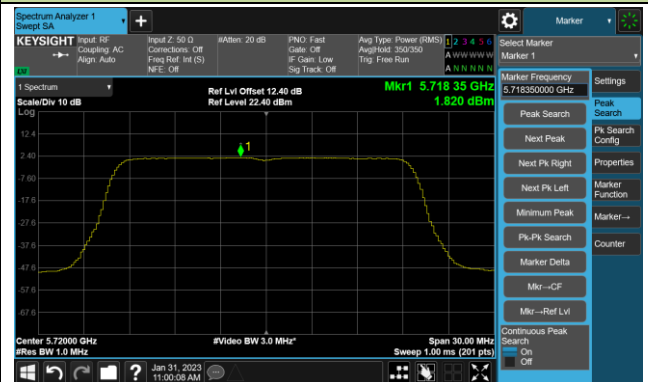 Spectrum Analyzer 1
Swept SA
Marker
KEYSIGHT Input: RF
Coupling: AC
Align: Auto
Input Z: 50 Ω
Corrections: Off
Freq Ref: Int (S)
NFE: Off
#Atten: 20 dB
PNO: Fast
Gate: Off
IF Gain: Low
Sig Track: Off
Avg Type: Power (RMS)
Avg|Hold: 350/350
Trig: Free Run
1 2 3 4 5 6
A W W W W W
A N N N N N
LXI
Select Marker
Marker 1
1 Spectrum
Ref Lvl Offset 12.40 dB
Mkr1 5.718 35 GHz
Scale/Div 10 dB
Ref Level 22.40 dBm
1.820 dBm
Log
12.4
2.40
-7.60
-17.6
-27.6
-37.6
-47.6
-57.6
-67.6
1
Center 5.72000 GHz
#Video BW 3.0 MHz*
Span 30.00 MHz
#Res BW 1.0 MHz
Sweep 1.00 ms (201 pts)
Marker Frequency
5.718350000 GHz
Peak Search
Next Peak
Next Pk Right
Next Pk Left
Minimum Peak
Pk-Pk Search
Marker Delta
Mkr→CF
Mkr→Ref Lvl
Continuous Peak
Search
On
Off
Settings
Peak
Search
Pk Search
Config
Properties
Marker
Function
Marker→
Counter
?
Jan 31, 2023
11:00:08 AM